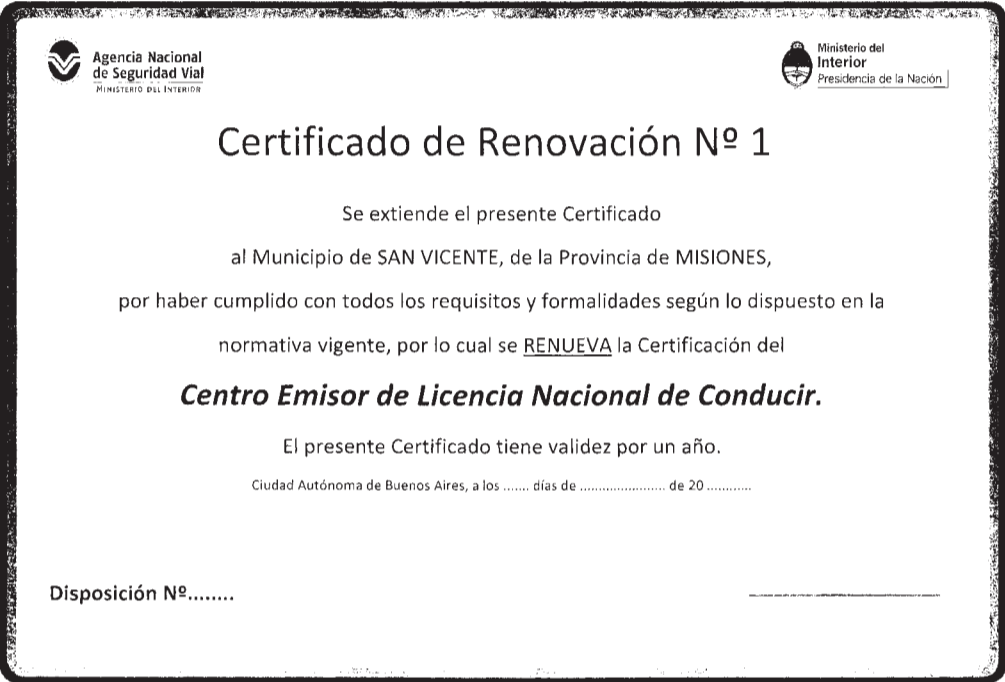 Agencia Nacional
de Seguridad Vial
MINISTERIO DEL INTERIOR
Ministerio del
Interior
Presidencia de la Nación
Certificado de Renovación Nº 1
Se extiende el presente Certificado
al Municipio de SAN VICENTE, de la Provincia de MISIONES,
por haber cumplido con todos los requisitos y formalidades según lo dispuesto en la
normativa vigente, por lo cual se RENUEVA la Certificación del
Centro Emisor de Licencia Nacional de Conducir.
El presente Certificado tiene validez por un año.
Ciudad Autónoma de Buenos Aires, a los ....... días de ....................... de 20 ............
Disposición Nº........